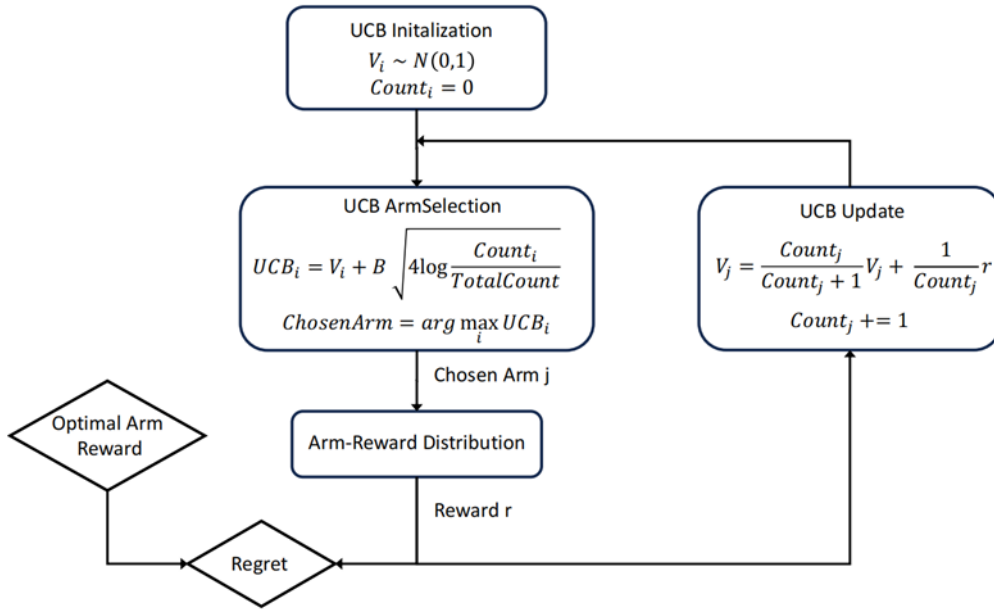 UCB Initalization
V_i ~ N(0,1)
Count_i = 0
UCB ArmSelection
UCB_i = V_i + B √(4log Count_i / TotalCount)
ChosenArm = arg max_i UCB_i
UCB Update
V_j = Count_j / (Count_j + 1) V_j + 1 / Count_j r
Count_j += 1
Chosen Arm j
Optimal Arm
Reward
Arm-Reward Distribution
Reward r
Regret